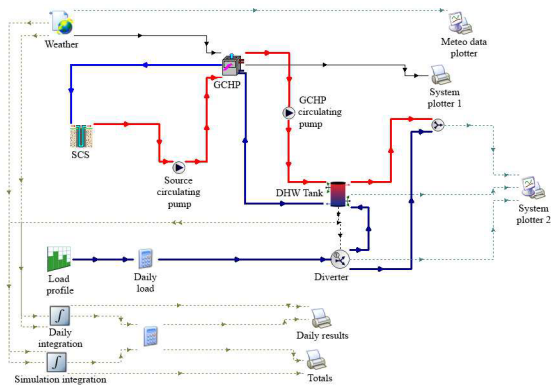 Weather
Meteo data
plotter
GCHP
System
plotter 1
GCHP
circulating
pump
SCS
Source
circulating
pump
DHW Tank
System
plotter 2
Load
profile
Daily
load
Diverter
Daily
integration
Daily results
Simulation integration
Totals